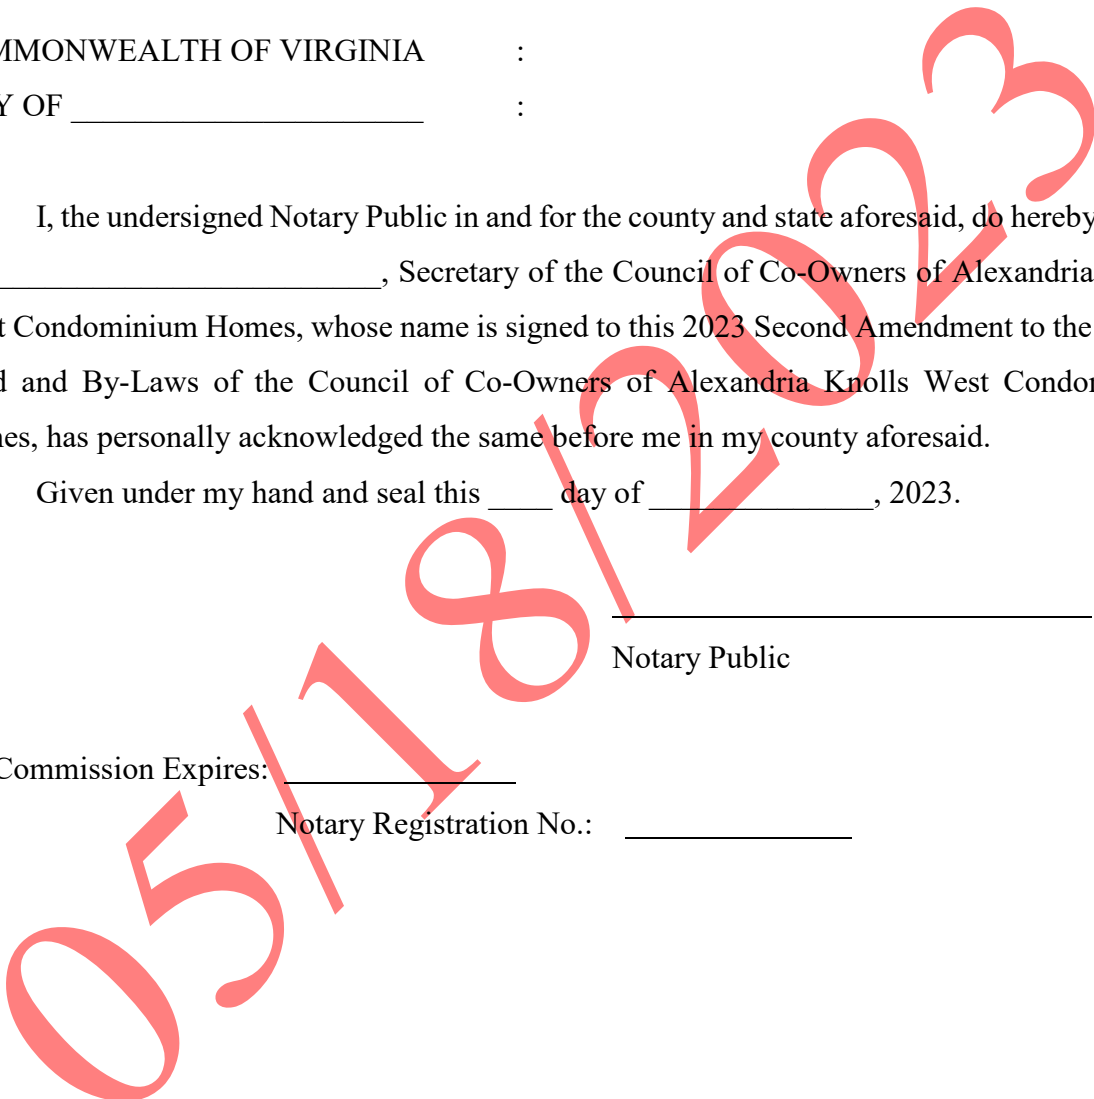 MMONWEALTH OF VIRGINIA :
Y OF ______________________ :
I, the undersigned Notary Public in and for the county and state aforesaid, do hereby
________________________, Secretary of the Council of Co-Owners of Alexandria
t Condominium Homes, whose name is signed to this 2023 Second Amendment to the
d and By-Laws of the Council of Co-Owners of Alexandria Knolls West Condor
nes, has personally acknowledged the same before me in my county aforesaid.
Given under my hand and seal this ____ day of ______________, 2023.
Notary Public
Commission Expires: ______________
Notary Registration No.: ______________
05/18/2023